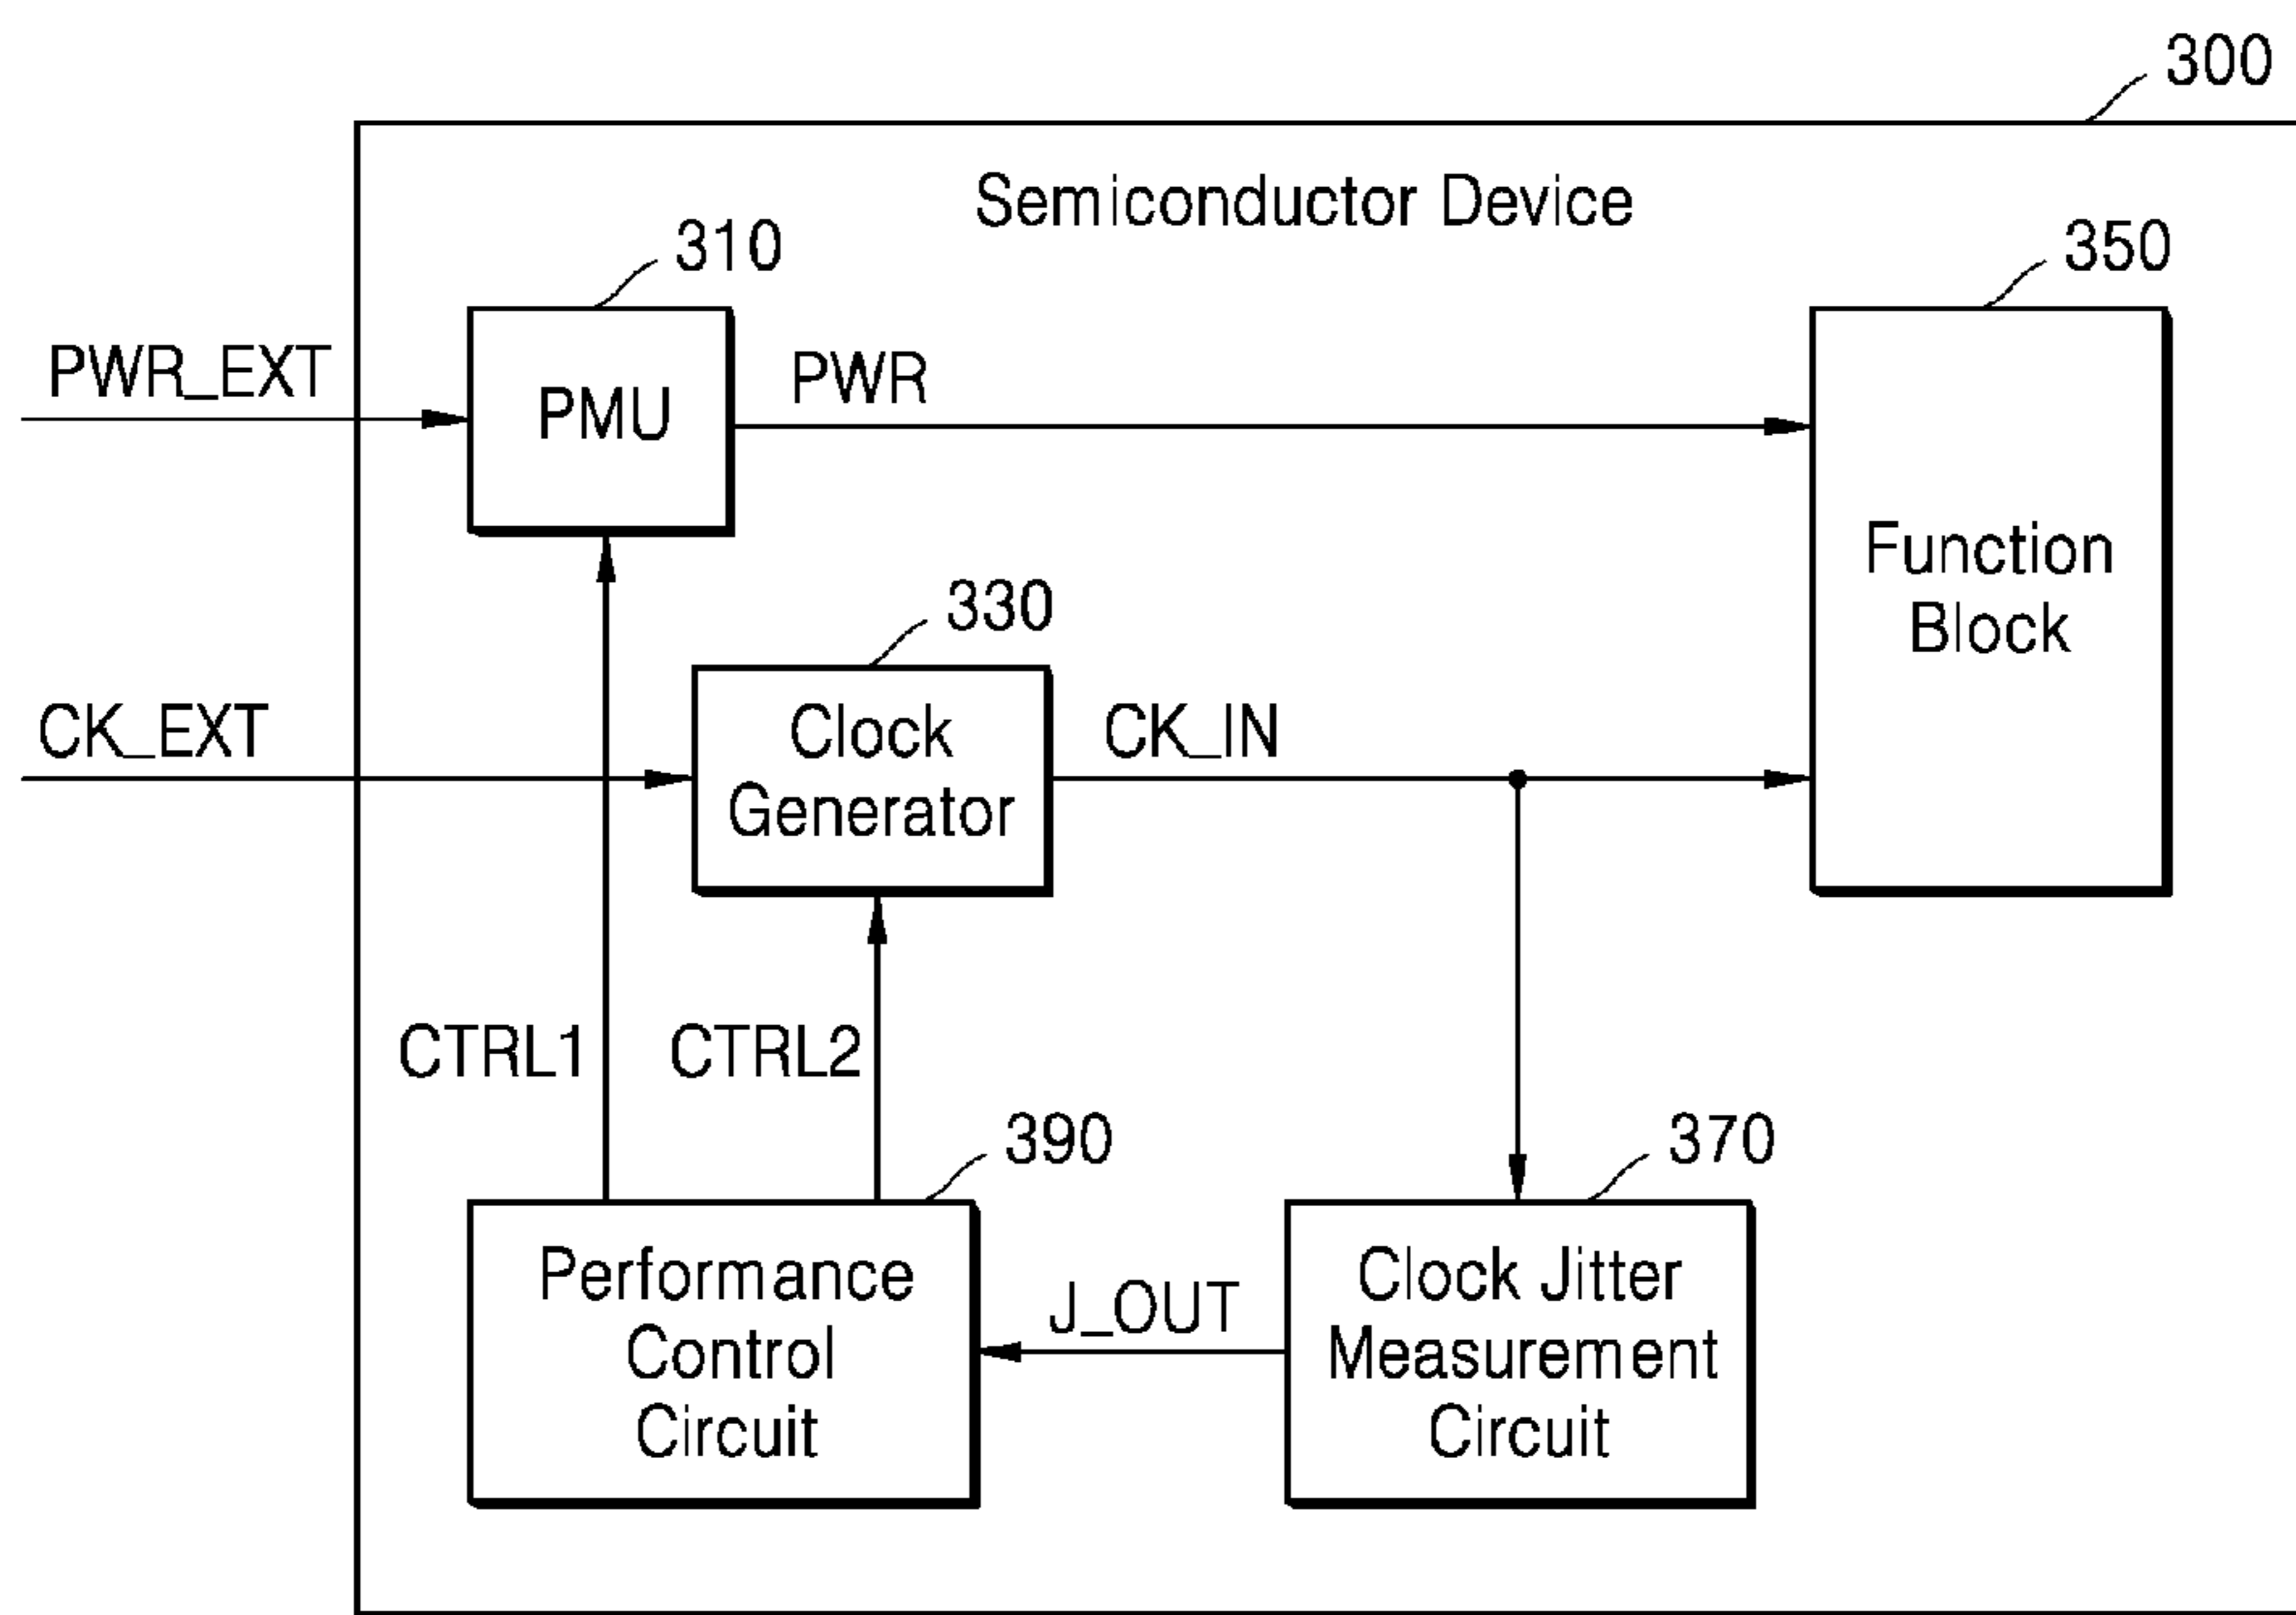 300
Semiconductor Device
310
350
PWR_EXT
PMU
PWR
Function
Block
330
CK_EXT
Clock
Generator
CK_IN
CTRL1
CTRL2
390
370
Performance
Control
Circuit
J_OUT
Clock Jitter
Measurement
Circuit